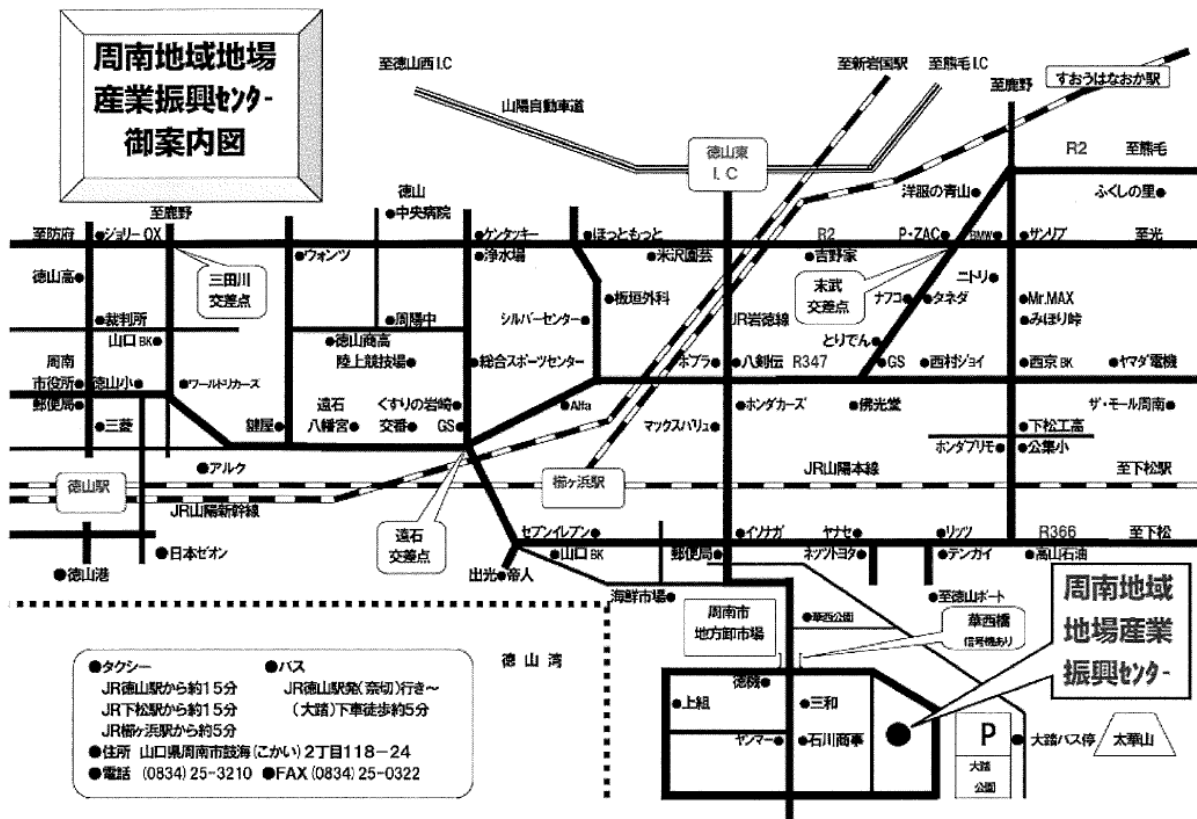 周南地域地場
産業振興センター
御案内図
至徳山西I.C
山陽自動車道
至新岩国駅
至熊毛I.C
至鹿野
すおうはなおか駅
徳山東
I.C
R2
至熊毛
洋服の青山
ふくしの里
至鹿野
徳山
中央病院
至防府
ジョリーOX
ケンタッキー
ほっともっと
R2
P・ZAC
BMW
サンリブ
至光
ウォンツ
浄水場
米沢園芸
吉野家
徳山高
三田川
交差点
板垣外科
末武
交差点
ニトリ
ナフコ
タネダ
Mr.MAX
裁判所
周陽中
シルバーセンター
JR岩徳線
みほり峠
山口BK
徳山商高
とりでん
周南
市役所
陸上競技場
総合スポーツセンター
ポプラ
八剣伝
R347
GS
西村ジョイ
西京BK
ヤマダ電機
徳山小
ワールドリカーズ
郵便局
遠石
八幡宮
くすりの岩崎
交番
GS
Alfa
ホンダカーズ
佛光堂
ザ・モール周南
三菱
鍵屋
マックスバリュ
下松工高
ホンダプリモ
公集小
アルク
徳山駅
櫛ヶ浜駅
JR山陽本線
至下松駅
JR山陽新幹線
遠石
交差点
セブンイレブン
イソナガ
ヤナセ
リッツ
R366
至下松
日本ゼオン
山口BK
郵便局
ネッツトヨタ
テンガイ
高山石油
徳山港
出光
帝人
海鮮市場
至徳山ボート
周南市
地方卸市場
華西公園
華西橋
信号機あり
周南地域
地場産業
振興センター
徳山湾
徳機
上組
三和
ヤンマー
石川商事
P
大踏
公園
大踏バス停
太華山
●タクシー
JR徳山駅から約15分
JR下松駅から約15分
JR櫛ヶ浜駅から約5分
●バス
JR徳山駅発(奈切)行き～
(大踏)下車徒歩約5分
●住所 山口県周南市鼓海(こかい)2丁目118－24
●電話 (0834)25-3210 ●FAX(0834)25-0322